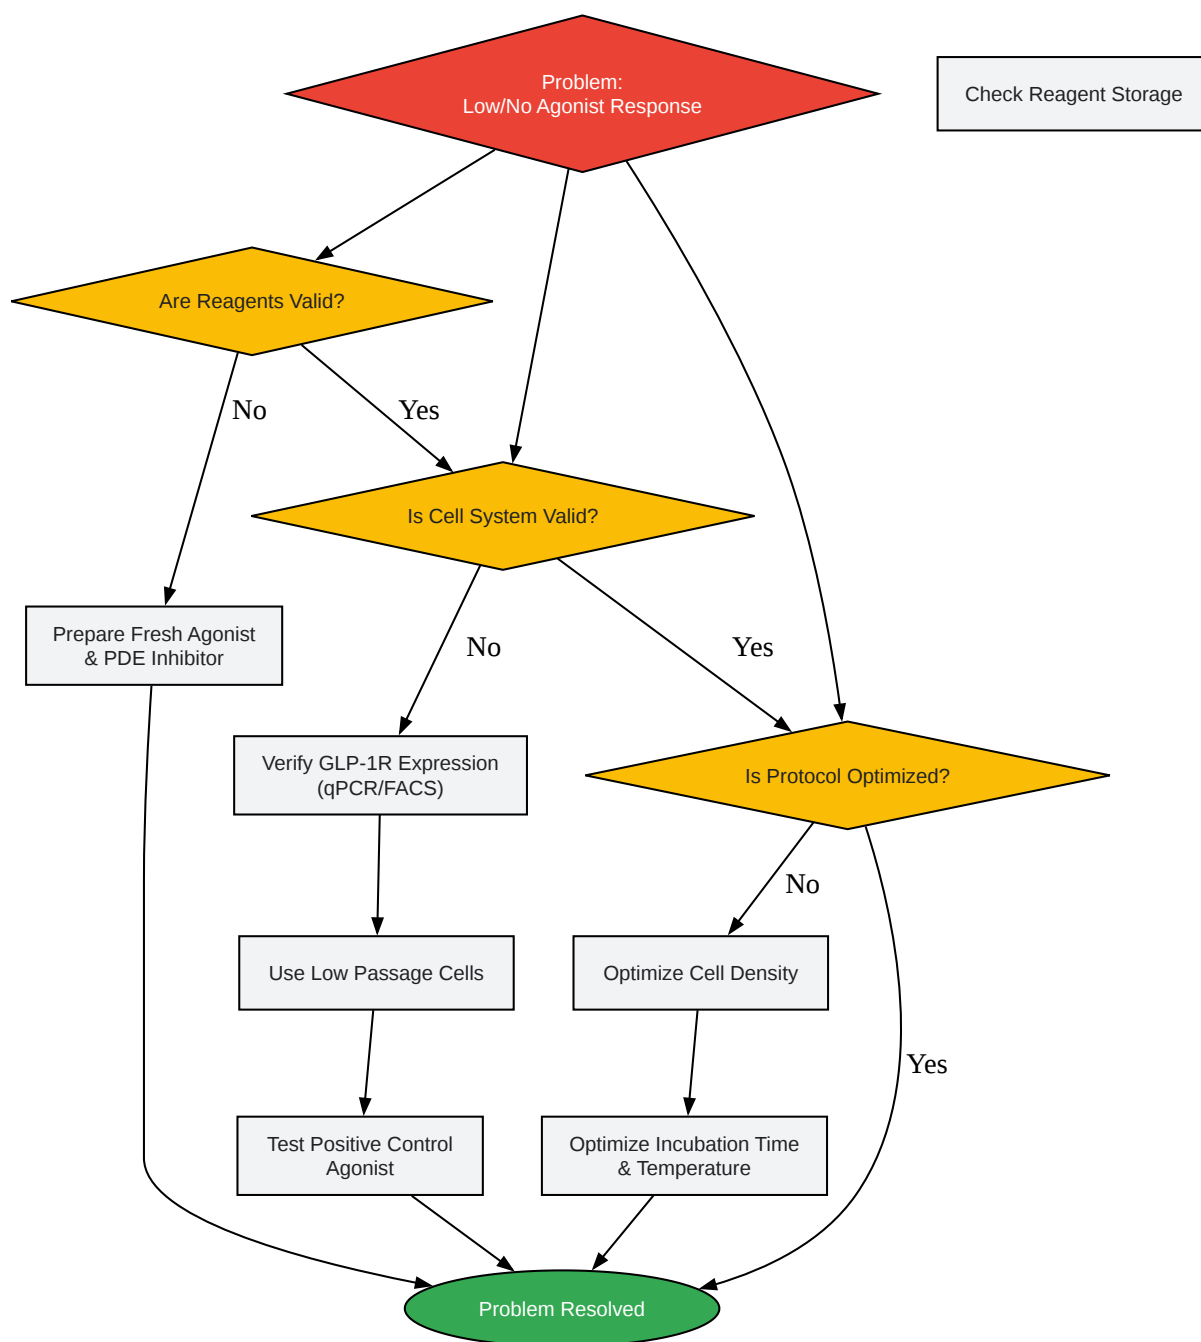 Problem:
Low/No Agonist Response
Check Reagent Storage
Are Reagents Valid?
No
Yes
Is Cell System Valid?
Prepare Fresh Agonist
& PDE Inhibitor
No
Yes
Verify GLP-1R Expression
(qPCR/FACS)
Is Protocol Optimized?
No
Use Low Passage Cells
Optimize Cell Density
Yes
Test Positive Control
Agonist
Optimize Incubation Time
& Temperature
Problem Resolved